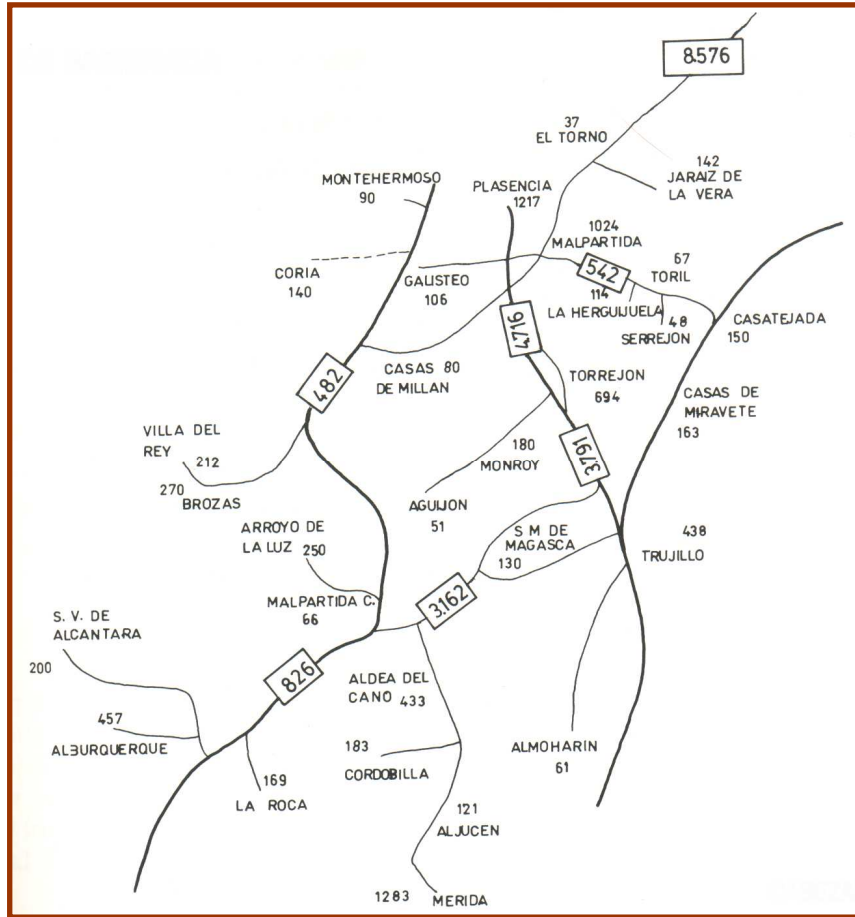 8.576
37
EL TORNO
142
JARAIZ DE
LA VERA
MONTEHERMOSO
90
PLASENCIA
1217
1024
MALPARTIDA
67
TORIL
542
CORIA
140
GALISTEO
106
114
LA HERGUIJUELA
48
SERREJON
CASATEJADA
150
4.716
CASAS 80
DE MILLAN
482
TORREJON
694
CASAS DE
MIRAVETE
163
VILLA DEL
REY
212
270
BROZAS
180
MONROY
3.791
AGUIJON
51
ARROYO DE
LA LUZ 250
S M DE
MAGASCA
130
438
TRUJILLO
MALPARTIDA C.
66
3.162
S. V. DE
ALCANTARA
200
826
ALDEA DEL
CANO 433
457
ALBURQUERQUE
183
CORDOBILLA
ALMOHARIN
61
169
LA ROCA
121
ALJUCEN
1283 MERIDA